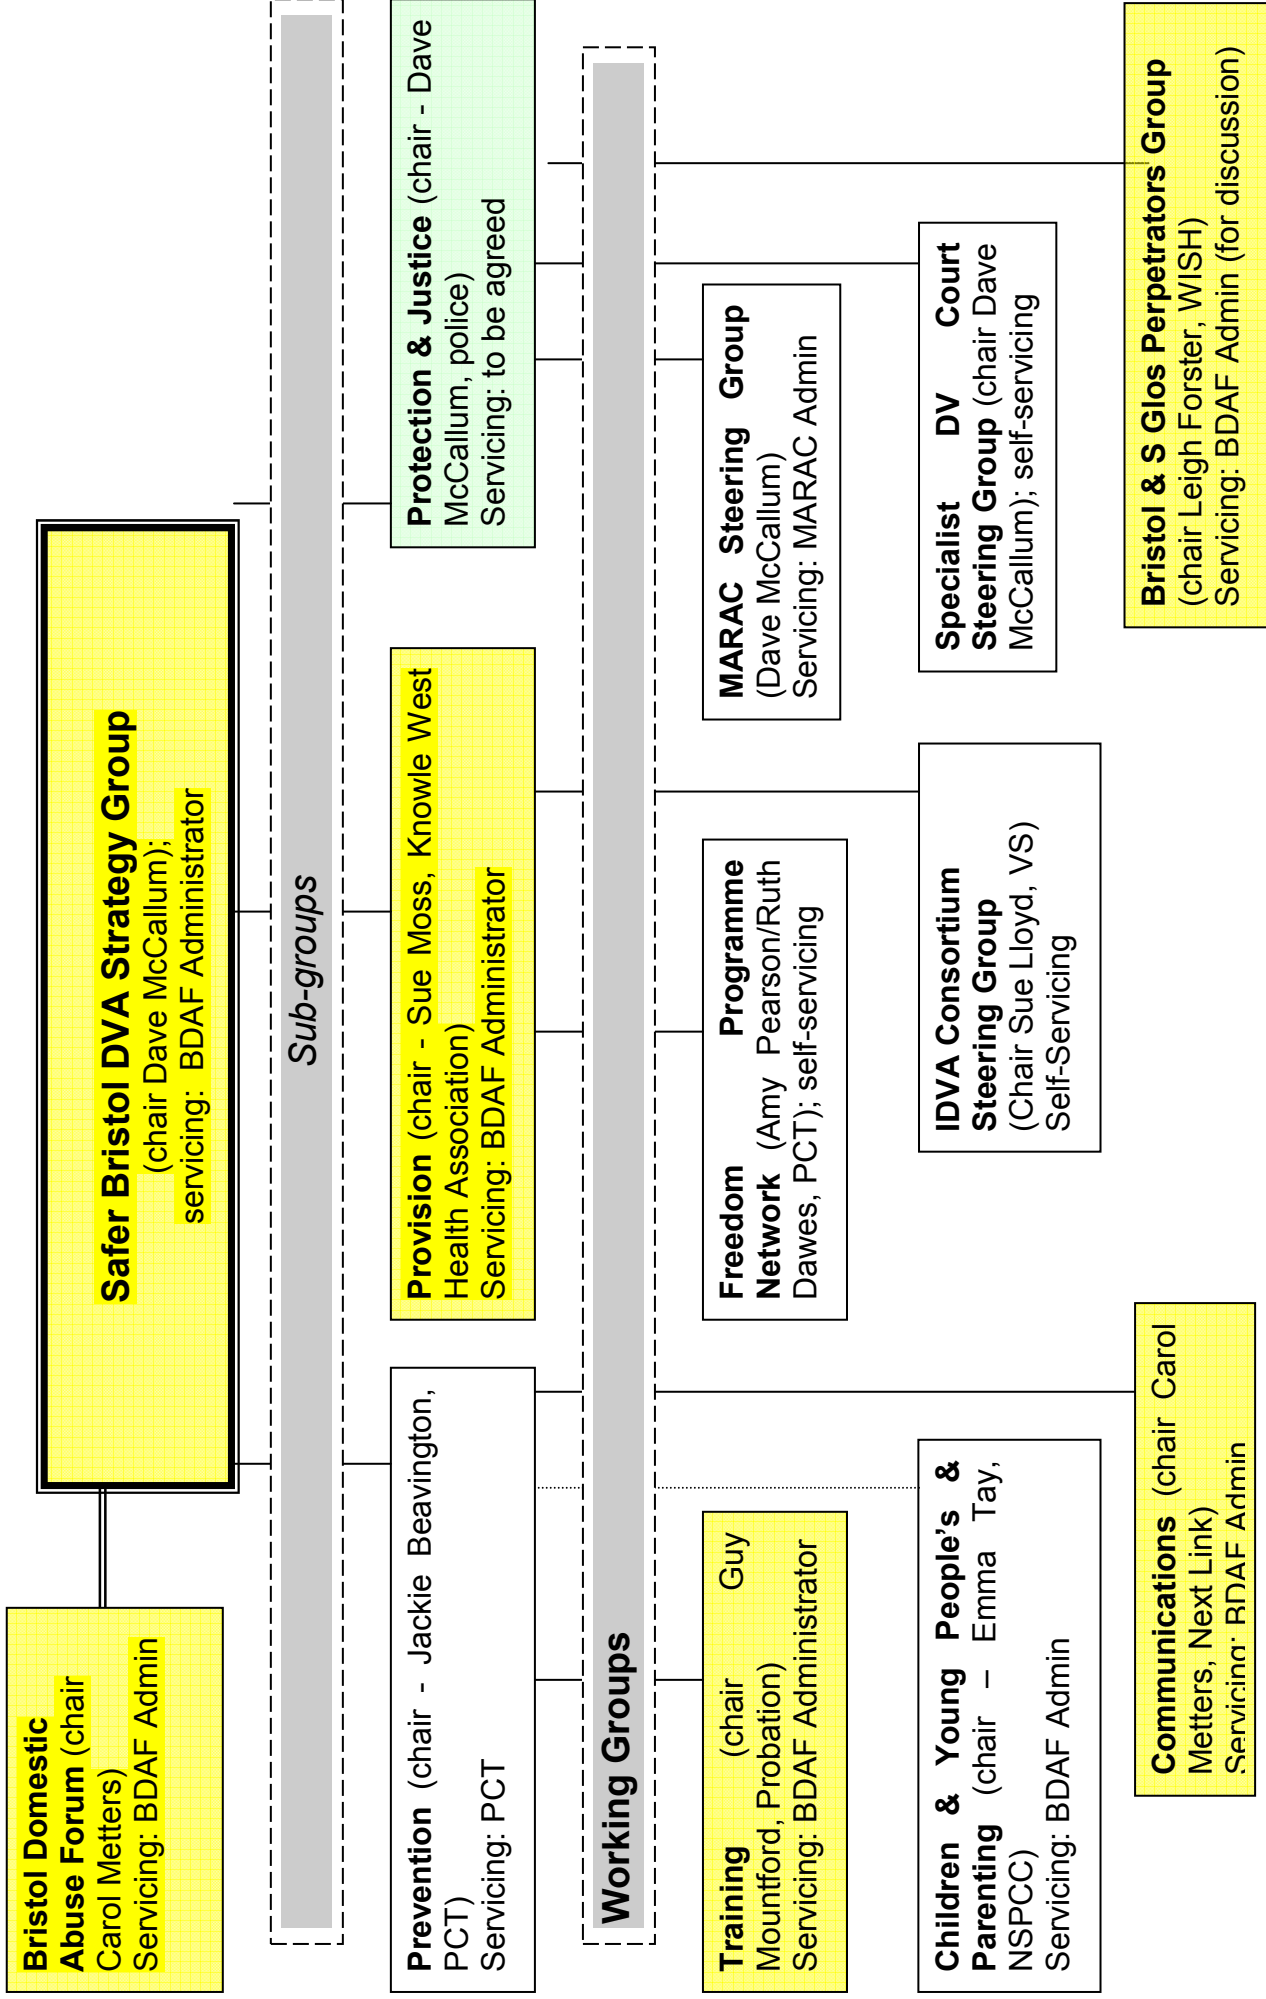 Bristol Domestic
Abuse Forum (chair
Carol Metters)
Servicing: BDAF Admin
Safer Bristol DVA Strategy Group
(chair Dave McCallum);
servicing: BDAF Administrator
Sub-groups
Prevention (chair - Jackie Beavington,
PCT)
Servicing: PCT
Provision (chair - Sue Moss, Knowle West
Health Association)
Servicing: BDAF Administrator
Protection & Justice (chair - Dave
McCallum, police)
Servicing: to be agreed
Working Groups
Training (chair Guy
Mountford, Probation)
Servicing: BDAF Administrator
Freedom Programme
Network (Amy Pearson/Ruth
Dawes, PCT); self-servicing
MARAC Steering Group
(Dave McCallum)
Servicing: MARAC Admin
Children & Young People's &
Parenting (chair – Emma Tay,
NSPCC)
Servicing: BDAF Admin
IDVA Consortium
Steering Group
(Chair Sue Lloyd, VS)
Self-Servicing
Specialist DV Court
Steering Group (chair Dave
McCallum); self-servicing
Communications (chair Carol
Metters, Next Link)
Servicing: BDAF Admin
Bristol & S Glos Perpetrators Group
(chair Leigh Forster, WISH)
Servicing: BDAF Admin (for discussion)